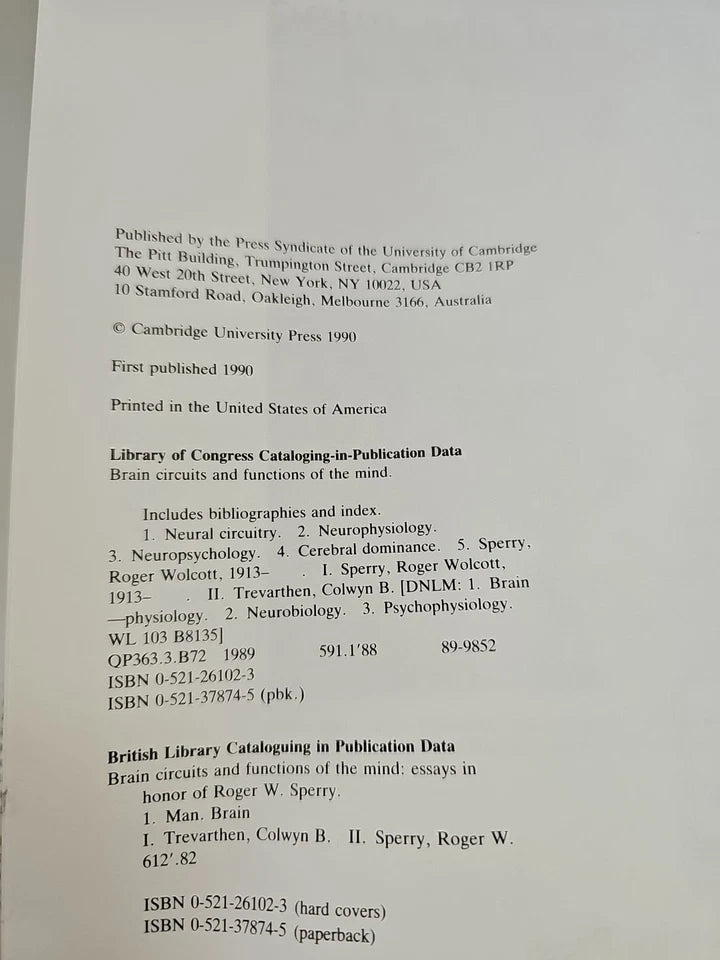 Published by the Press Syndicate of the University of Cambridge
The Pitt Building, Trumpington Street, Cambridge CB2 1RP
40 West 20th Street, New York, NY 10022, USA
10 Stamford Road, Oakleigh, Melbourne 3166, Australia
© Cambridge University Press 1990
First published 1990
Printed in the United States of America
Library of Congress Cataloging-in-Publication Data
Brain circuits and functions of the mind.
Includes bibliographies and index.
1. Neural circuitry. 2. Neurophysiology.
3. Neuropsychology. 4. Cerebral dominance. 5. Sperry,
Roger Wolcott, 1913– . I. Sperry, Roger Wolcott,
1913– . II. Trevarthen, Colwyn B. [DNLM: 1. Brain
—physiology. 2. Neurobiology. 3. Psychophysiology.
WL 103 B8135]
QP363.3.B72 1989 591.1′88 89-9852
ISBN 0-521-26102-3
ISBN 0-521-37874-5 (pbk.)
British Library Cataloguing in Publication Data
Brain circuits and functions of the mind: essays in
honor of Roger W. Sperry.
1. Man. Brain
I. Trevarthen, Colwyn B. II. Sperry, Roger W.
612′.82
ISBN 0-521-26102-3 (hard covers)
ISBN 0-521-37874-5 (paperback)